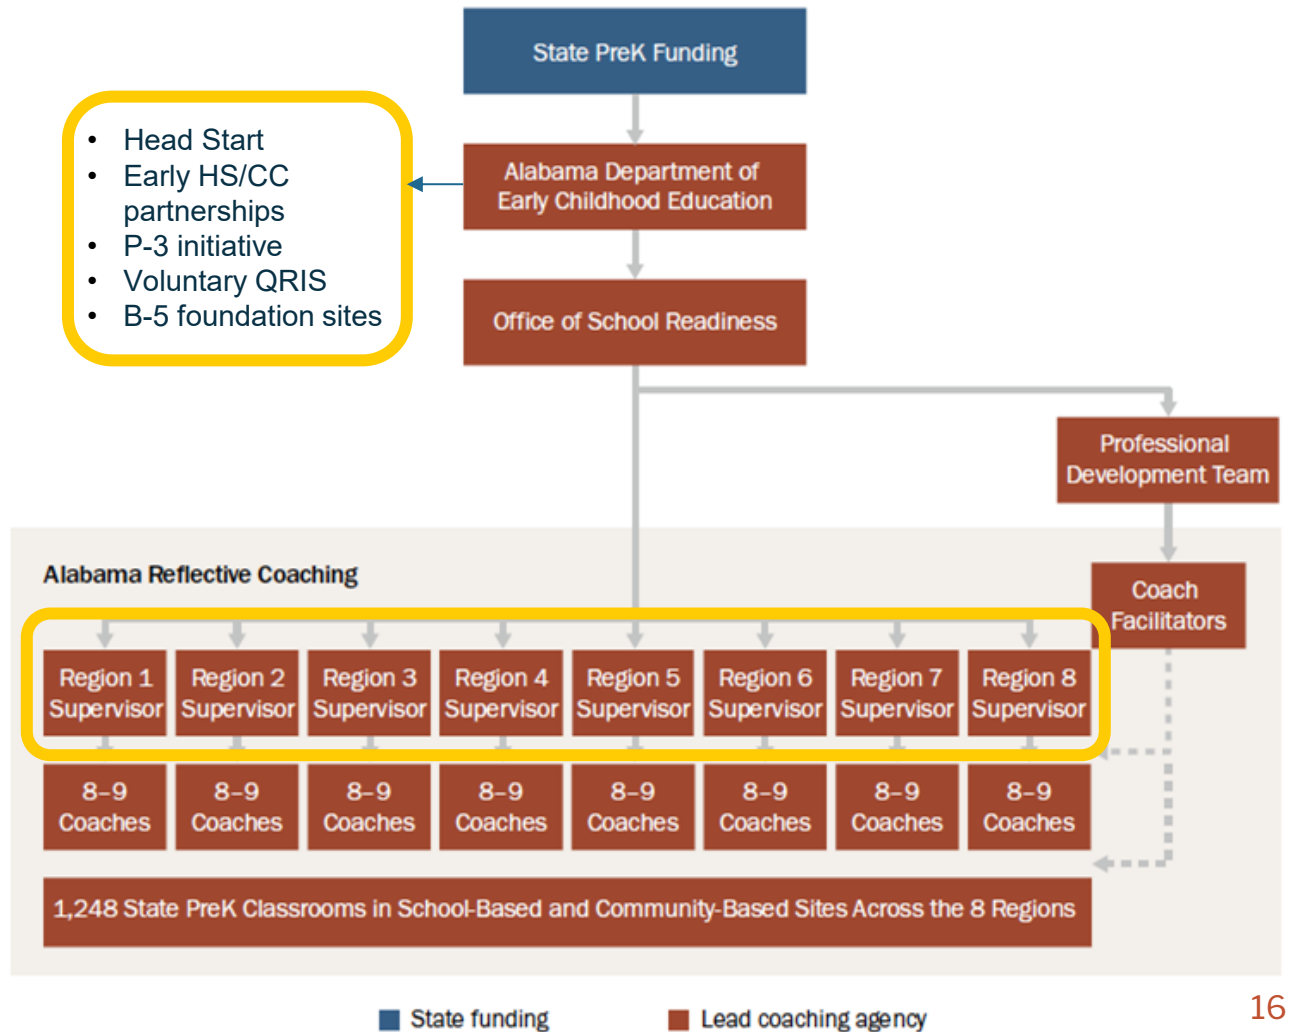 State PreK Funding
• Head Start
• Early HS/CC
partnerships
• P-3 initiative
• Voluntary QRIS
• B-5 foundation sites
Alabama Department of
Early Childhood Education
Office of School Readiness
Professional
Development Team
Alabama Reflective Coaching
Coach
Facilitators
Region 1
Supervisor
Region 2
Supervisor
Region 3
Supervisor
Region 4
Supervisor
Region 5
Supervisor
Region 6
Supervisor
Region 7
Supervisor
Region 8
Supervisor
8–9
Coaches
8–9
Coaches
8–9
Coaches
8–9
Coaches
8–9
Coaches
8–9
Coaches
8–9
Coaches
8–9
Coaches
1,248 State PreK Classrooms in School-Based and Community-Based Sites Across the 8 Regions
State funding
Lead coaching agency
16